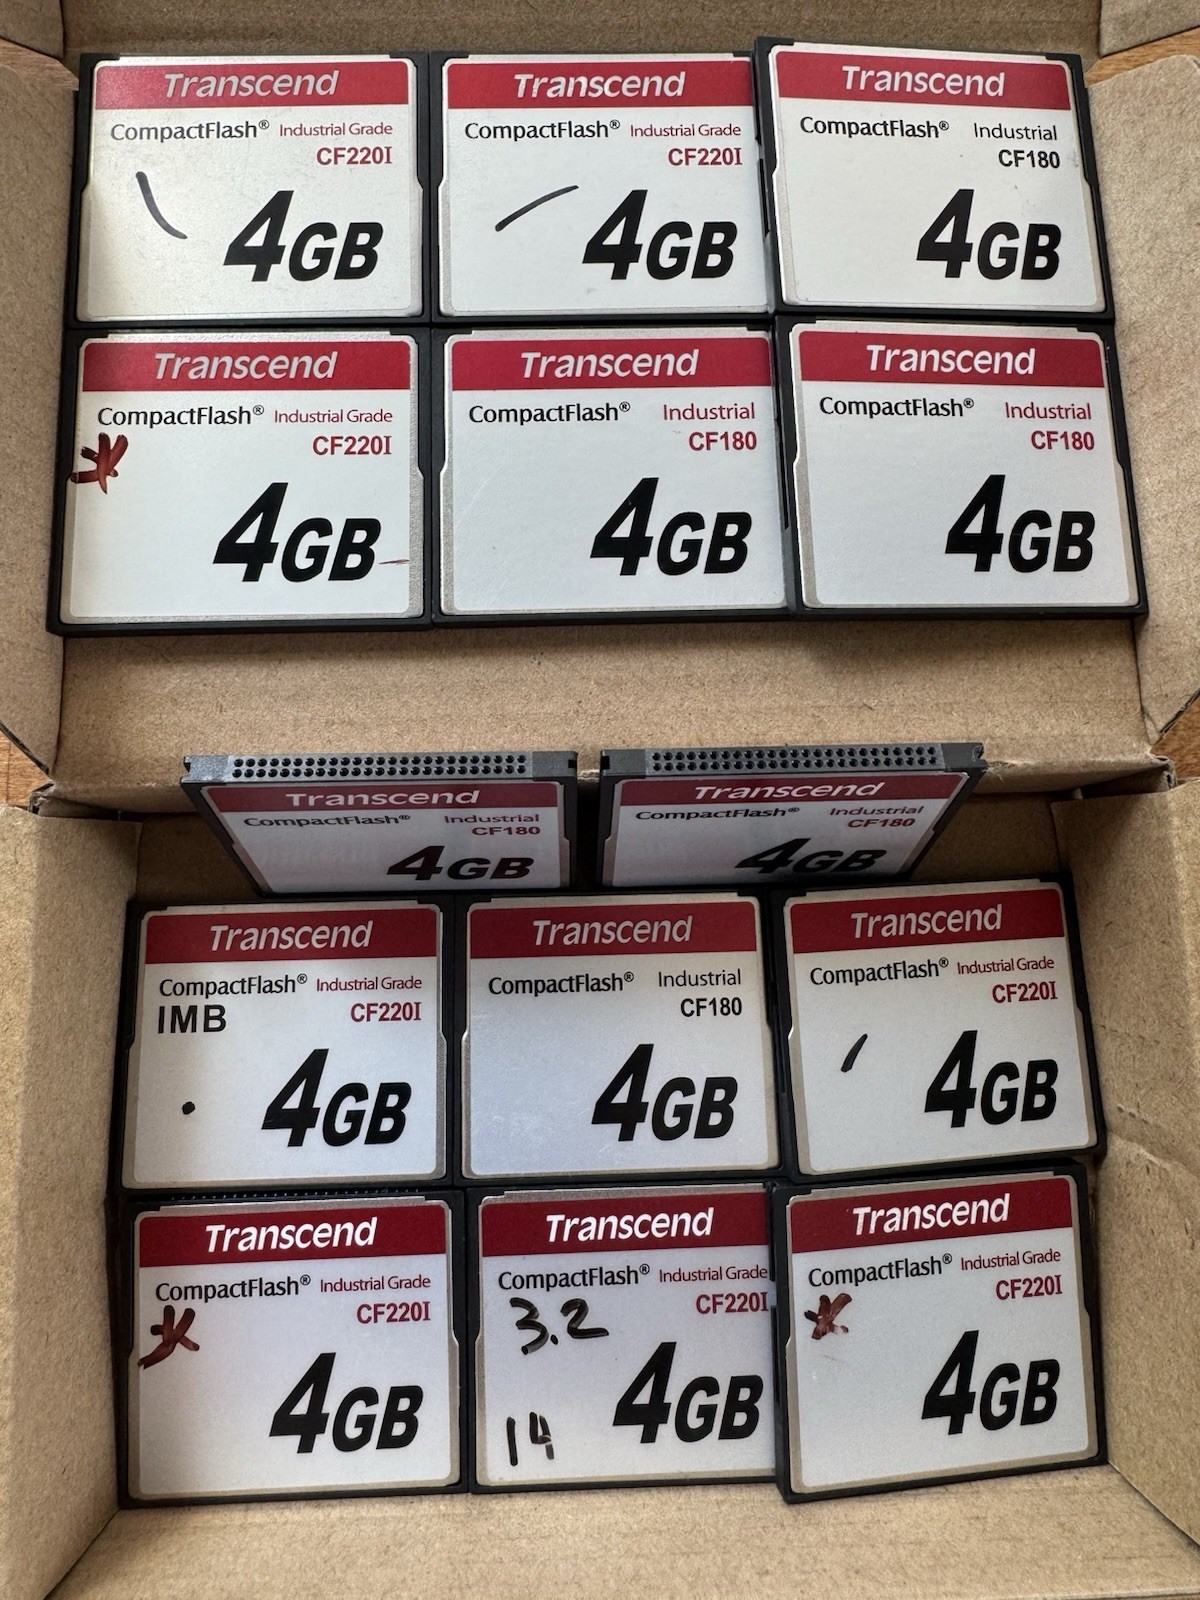 Transcend
CompactFlash® Industrial Grade
CF220I
4GB
Transcend
CompactFlash® Industrial Grade
CF220I
4GB
Transcend
CompactFlash® Industrial
CF180
4GB
Transcend
CompactFlash® Industrial Grade
CF220I
4GB
Transcend
CompactFlash® Industrial
CF180
4GB
Transcend
CompactFlash® Industrial
CF180
4GB
Transcend
CompactFlash® Industrial
CF180
4GB
Transcend
CompactFlash® Industrial
CF180
4GB
Transcend
CompactFlash® Industrial Grade
IMB CF220I
4GB
Transcend
CompactFlash® Industrial
CF180
4GB
Transcend
CompactFlash® Industrial Grade
CF220I
4GB
Transcend
CompactFlash® Industrial Grade
CF220I
4GB
Transcend
CompactFlash® Industrial Grade
3.2 CF220I
4GB
14
Transcend
CompactFlash® Industrial Grade
CF220I
4GB